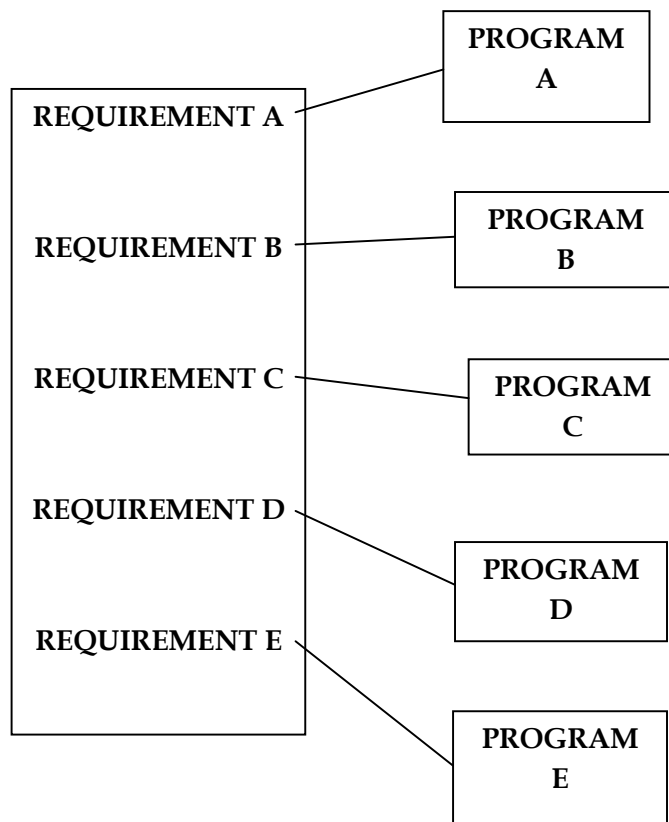 PROGRAM
A
REQUIREMENT A
PROGRAM
B
REQUIREMENT B
PROGRAM
C
REQUIREMENT C
PROGRAM
D
REQUIREMENT D
PROGRAM
E
REQUIREMENT E